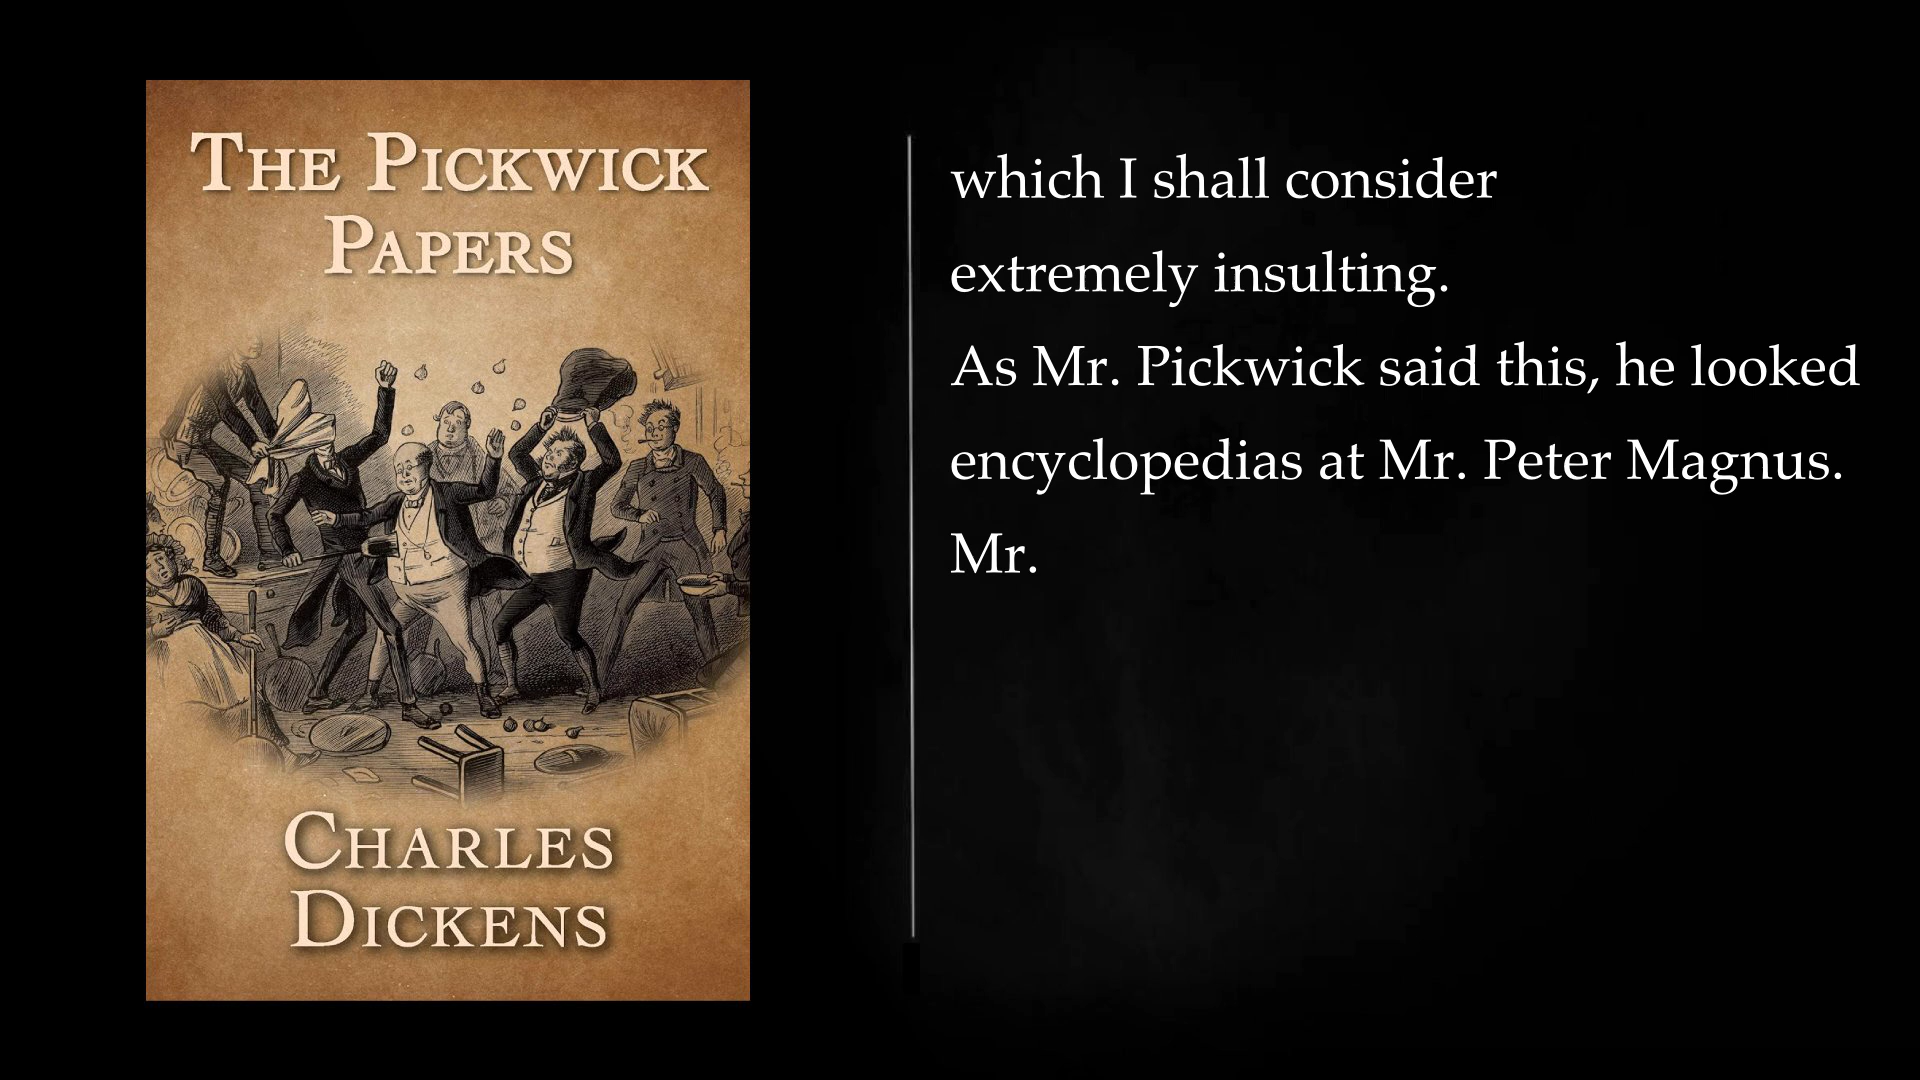 The Pickwick
Papers
Charles
Dickens
which I shall consider
extremely insulting.
As Mr. Pickwick said this, he looked
encyclopedias at Mr. Peter Magnus.
Mr.